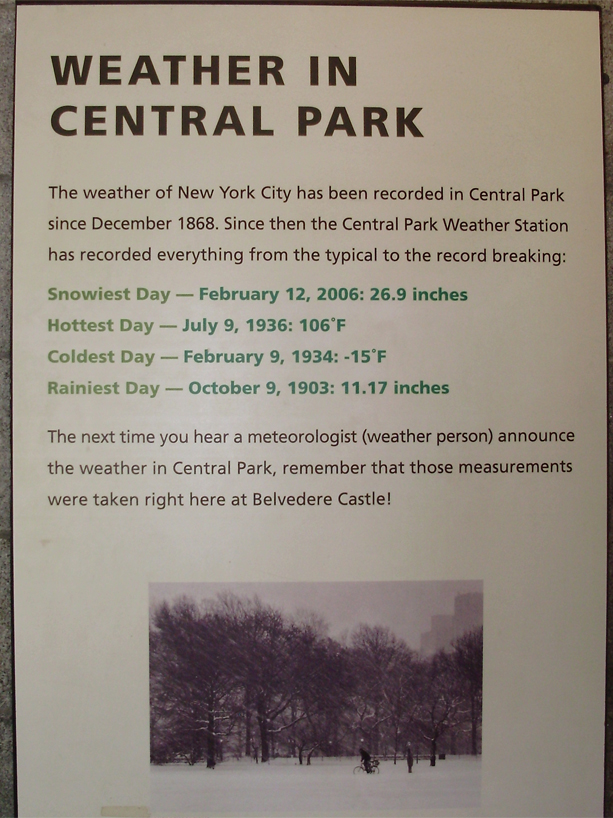 WEATHER IN
CENTRAL PARK
The weather of New York City has been recorded in Central Park
since December 1868. Since then the Central Park Weather Station
has recorded everything from the typical to the record breaking:
Snowiest Day — February 12, 2006: 26.9 inches
Hottest Day — July 9, 1936: 106˚F
Coldest Day — February 9, 1934: -15˚F
Rainiest Day — October 9, 1903: 11.17 inches
The next time you hear a meteorologist (weather person) announce
the weather in Central Park, remember that those measurements
were taken right here at Belvedere Castle!